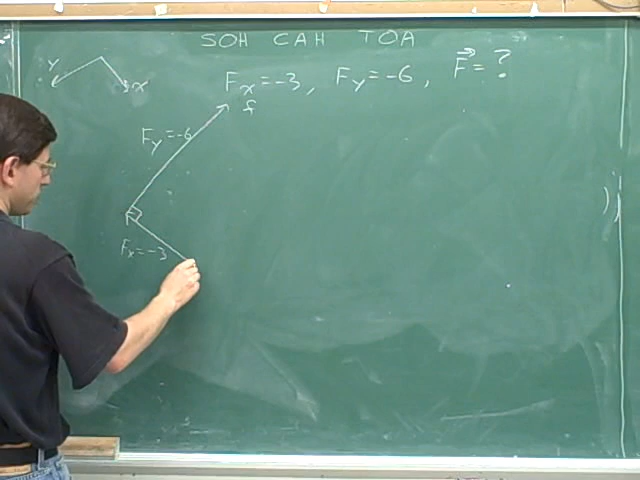 SOH CAH TOA
Y
x
Fx = -3, Fy = -6, F = ?
f
Fy = -6
Fx = -3